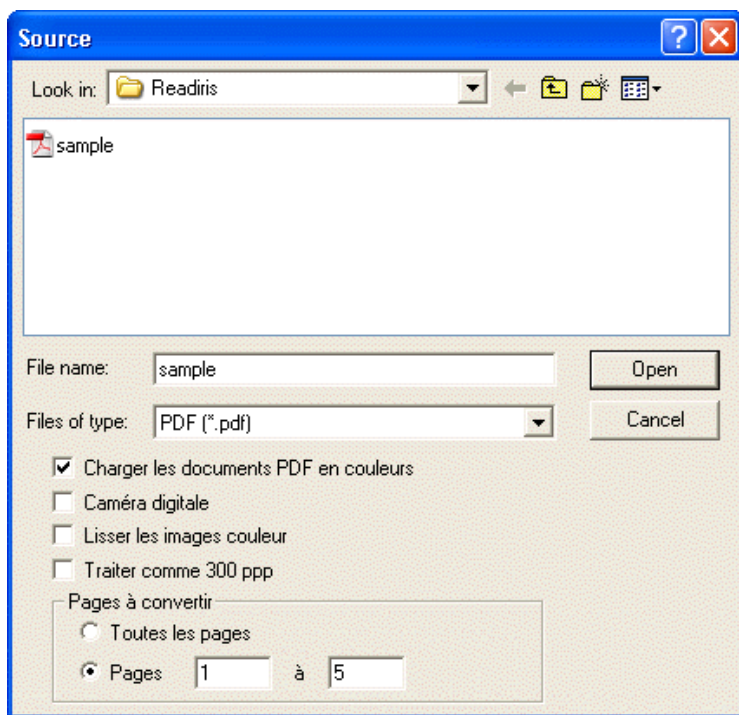 Source
Look in: Readiris
sample
File name: sample Open
Files of type: PDF (*.pdf) Cancel
Charger les documents PDF en couleurs
Caméra digitale
Lisser les images couleur
Traiter comme 300 ppp
Pages à convertir
Toutes les pages
Pages 1 à 5